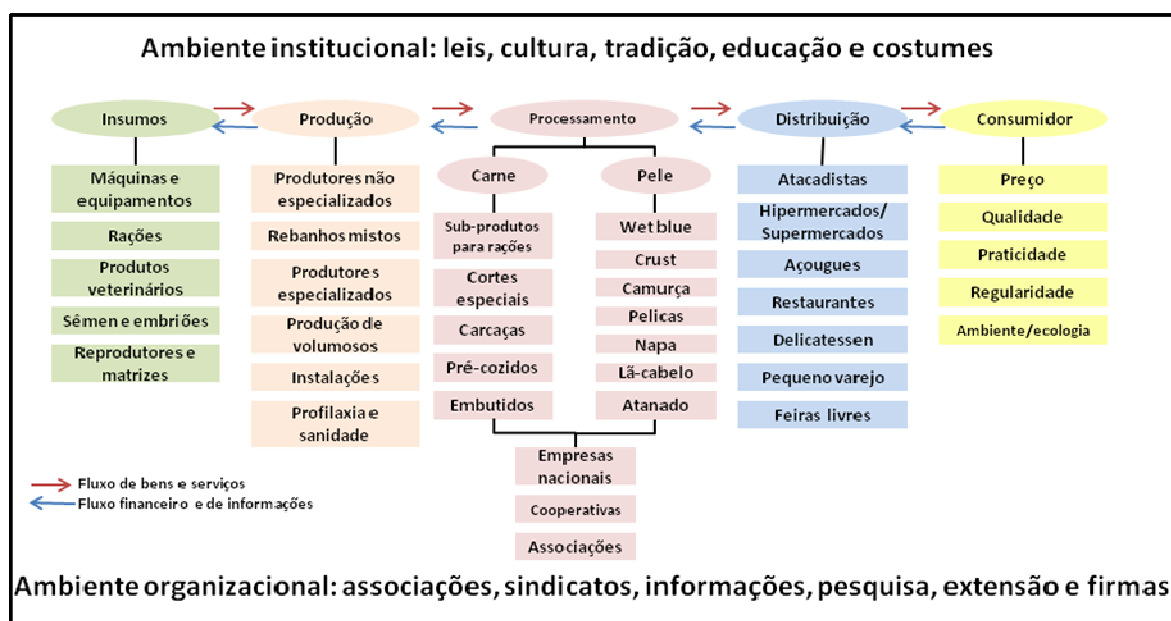 Ambiente institucional: leis, cultura, tradição, educação e costumes
Insumos
Produção
Processamento
Distribuição
Consumidor
Máquinas e
equipamentos
Rações
Produtos
veterinários
Sêmen e embriões
Reprodutores e
matrizes
Produtores não
especializados
Rebanhos mistos
Produtores
especializados
Produção de
volumosos
Instalações
Profilaxia e
sanidade
Carne
Sub-produtos
para rações
Cortes
especiais
Carcaças
Pré-cozidos
Embutidos
Pele
Wet blue
Crust
Camurça
Pelicas
Napa
Lã-cabelo
Atanado
Empresas
nacionais
Cooperativas
Associações
Atacadistas
Hipermercados/
Supermercados
Açougues
Restaurantes
Delicatessen
Pequeno varejo
Feiras livres
Preço
Qualidade
Praticidade
Regularidade
Ambiente/ecologia
Fluxo de bens e serviços
Fluxo financeiro e de informações
Ambiente organizacional: associações, sindicatos, informações, pesquisa, extensão e firmas